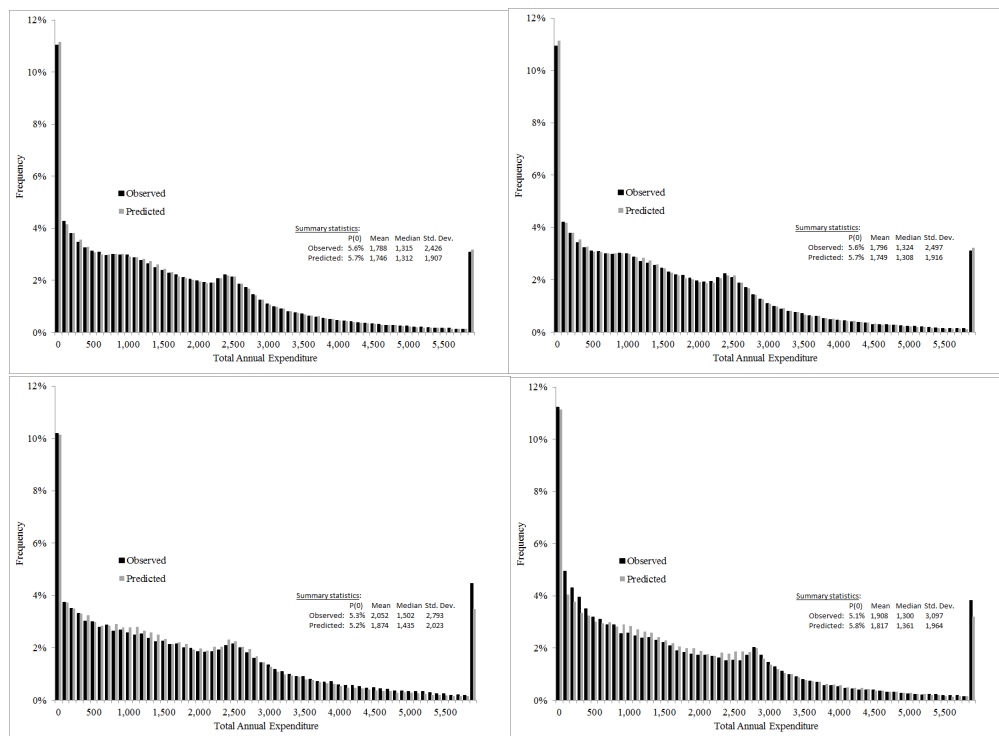 12%
10%
8%
6%
4%
2%
0%
Frequency
Observed
Predicted
Summary statistics:
P(0) Mean Median Std. Dev.
Observed: 5.6% 1,788 1,315 2,426
Predicted: 5.7% 1,746 1,312 1,907
0 500 1,000 1,500 2,000 2,500 3,000 3,500 4,000 4,500 5,000 5,500
Total Annual Expenditure
12%
10%
8%
6%
4%
2%
0%
Frequency
Observed
Predicted
Summary statistics:
P(0) Mean Median Std. Dev.
Observed: 5.6% 1,796 1,324 2,497
Predicted: 5.7% 1,749 1,308 1,916
0 500 1,000 1,500 2,000 2,500 3,000 3,500 4,000 4,500 5,000 5,500
Total Annual Expenditure
12%
10%
8%
6%
4%
2%
0%
Frequency
Observed
Predicted
Summary statistics:
P(0) Mean Median Std. Dev.
Observed: 5.3% 2,052 1,502 2,793
Predicted: 5.2% 1,874 1,435 2,023
0 500 1,000 1,500 2,000 2,500 3,000 3,500 4,000 4,500 5,000 5,500
Total Annual Expenditure
12%
10%
8%
6%
4%
2%
0%
Frequency
Observed
Predicted
Summary statistics:
P(0) Mean Median Std. Dev.
Observed: 5.1% 1,908 1,300 3,097
Predicted: 5.8% 1,817 1,361 1,964
0 500 1,000 1,500 2,000 2,500 3,000 3,500 4,000 4,500 5,000 5,500
Total Annual Expenditure